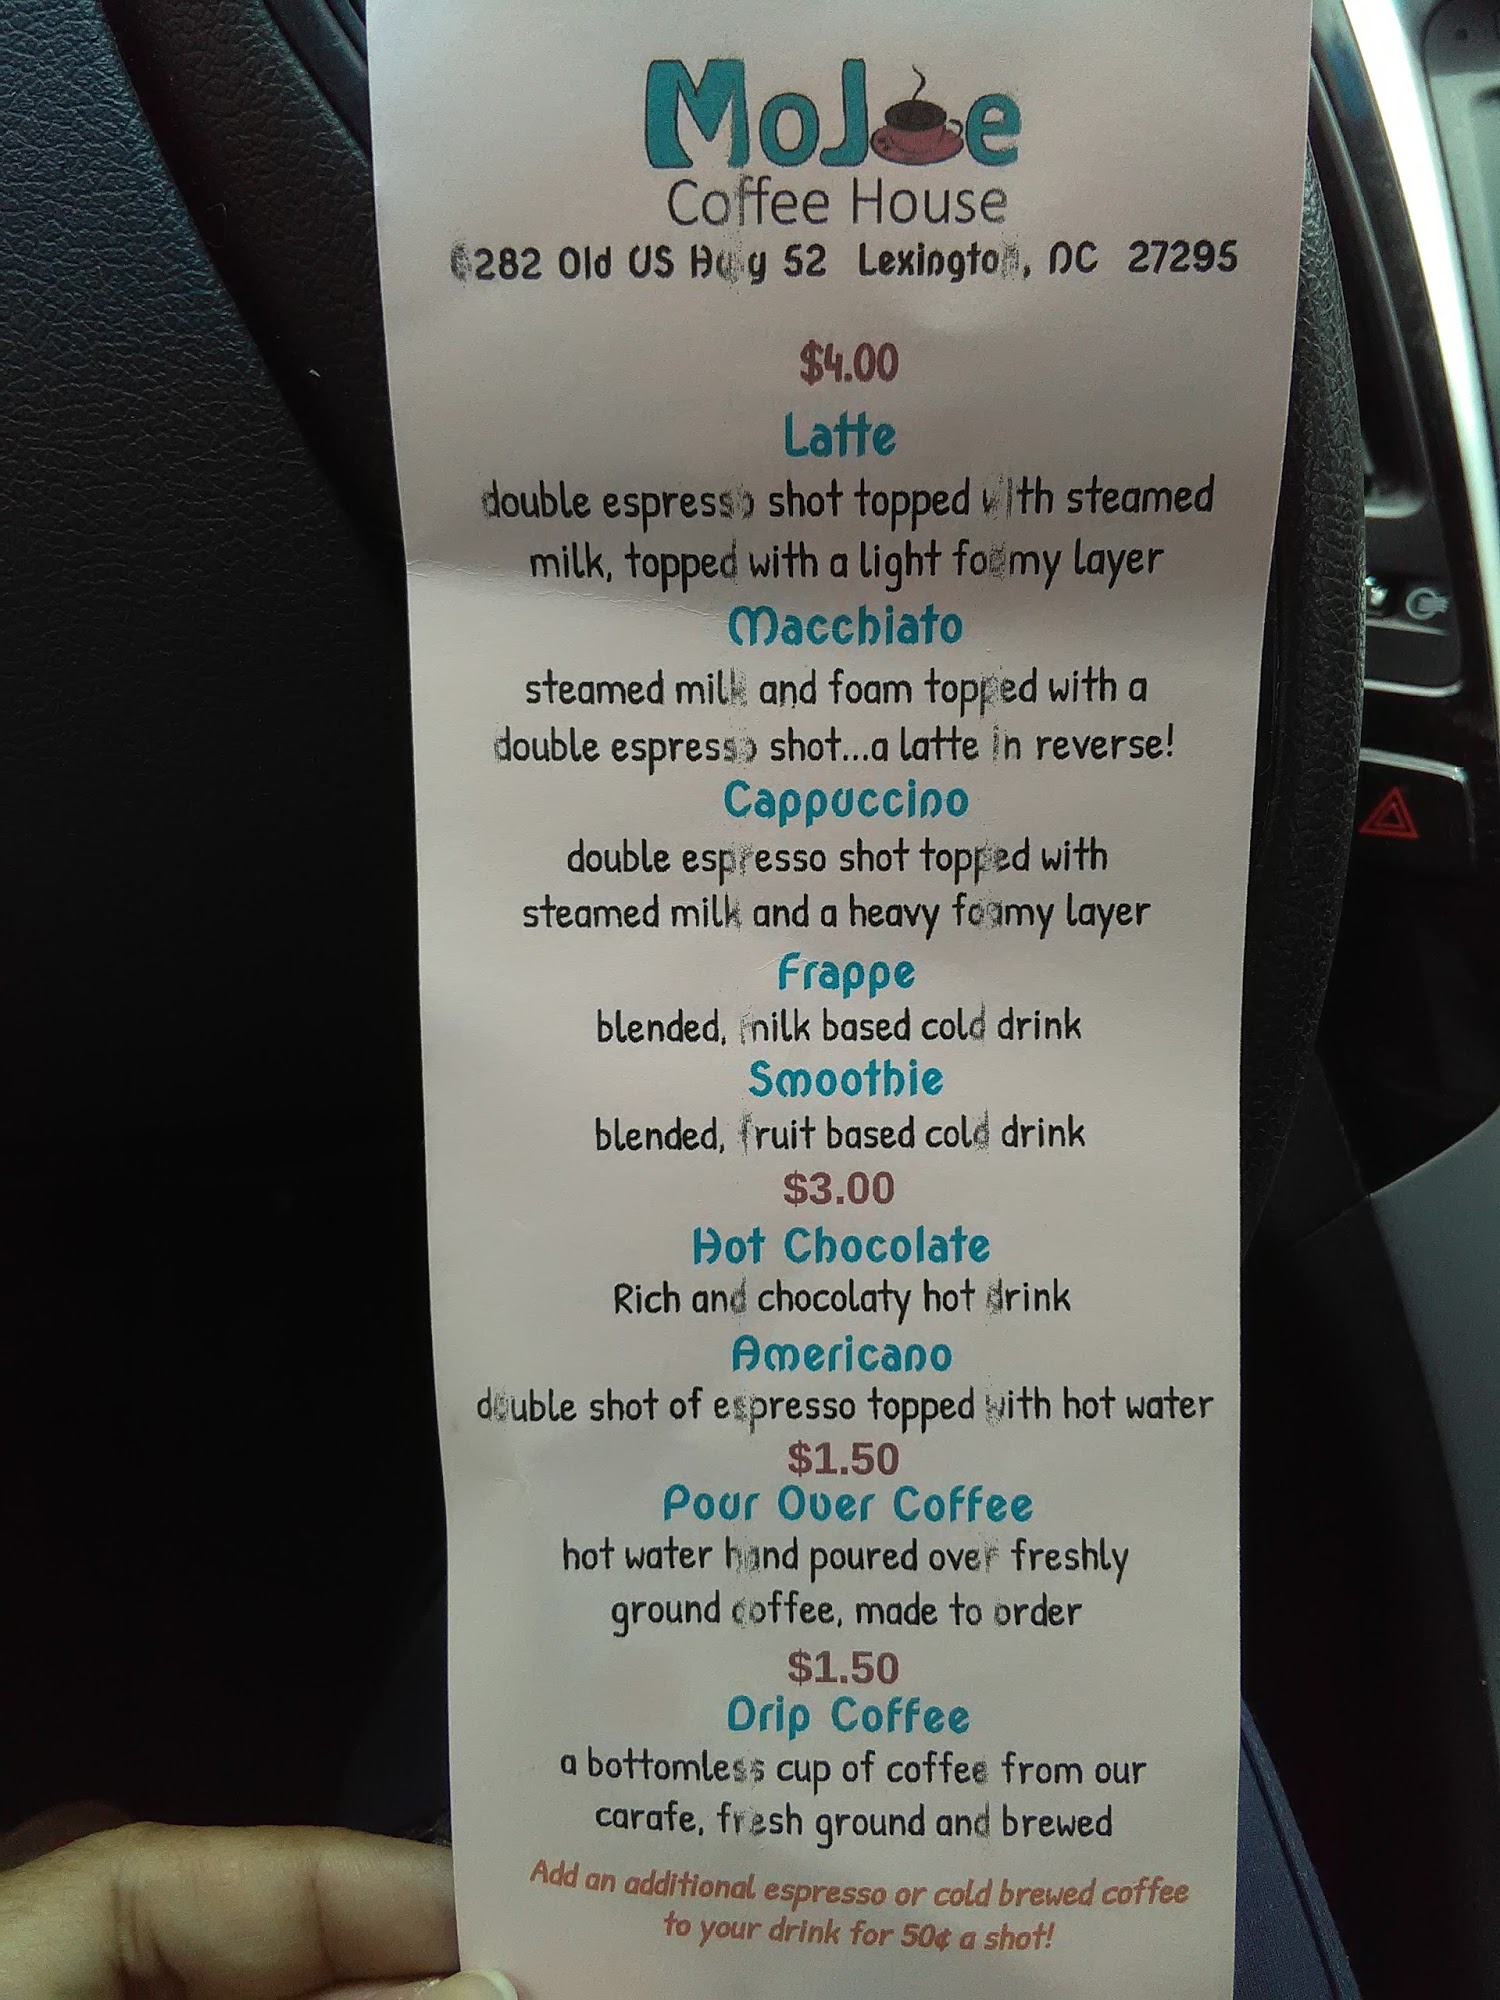 MoJoe
Coffee House
6282 Old US Hwy 52 Lexington, NC 27295
$4.00
Latte
double espresso shot topped with steamed
milk, topped with a light foamy layer
Macchiato
steamed milk and foam topped with a
double espresso shot...a latte in reverse!
Cappuccino
double espresso shot topped with
steamed milk and a heavy foamy layer
Frappe
blended, milk based cold drink
Smoothie
blended, fruit based cold drink
$3.00
Hot Chocolate
Rich and chocolaty hot drink
Americano
double shot of espresso topped with hot water
$1.50
Pour Over Coffee
hot water hand poured over freshly
ground coffee, made to order
$1.50
Drip Coffee
a bottomless cup of coffee from our
carafe, fresh ground and brewed
Add an additional espresso or cold brewed coffee
to your drink for 50¢ a shot!